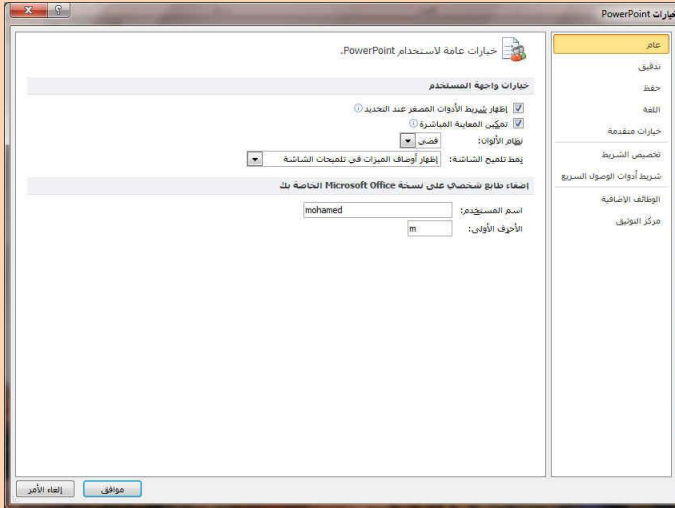 خيارات PowerPoint
عام
تدقيق
حفظ
اللغة
خيارات متقدمة
تخصيص الشريط
شريط أدوات الوصول السريع
الوظائف الإضافية
مركز التوثيق
خيارات عامة لاستخدام PowerPoint.
خيارات واجهة المستخدم
إظهار شريط الأدوات المصغر عند التحديد
تمكين المعاينة المباشرة
نظام الألوان: فضي
نمط تلميح الشاشة: إظهار أوصاف الميزات في تلميحات الشاشة
إضفاء طابع شخصي على نسخة Microsoft Office الخاصة بك
اسم المستخدم: mohamed
الأحرف الأولى: m
موافق
إلغاء الأمر